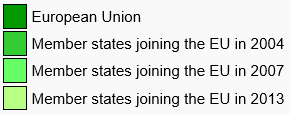 European Union
Member states joining the EU in 2004
Member states joining the EU in 2007
Member states joining the EU in 2013